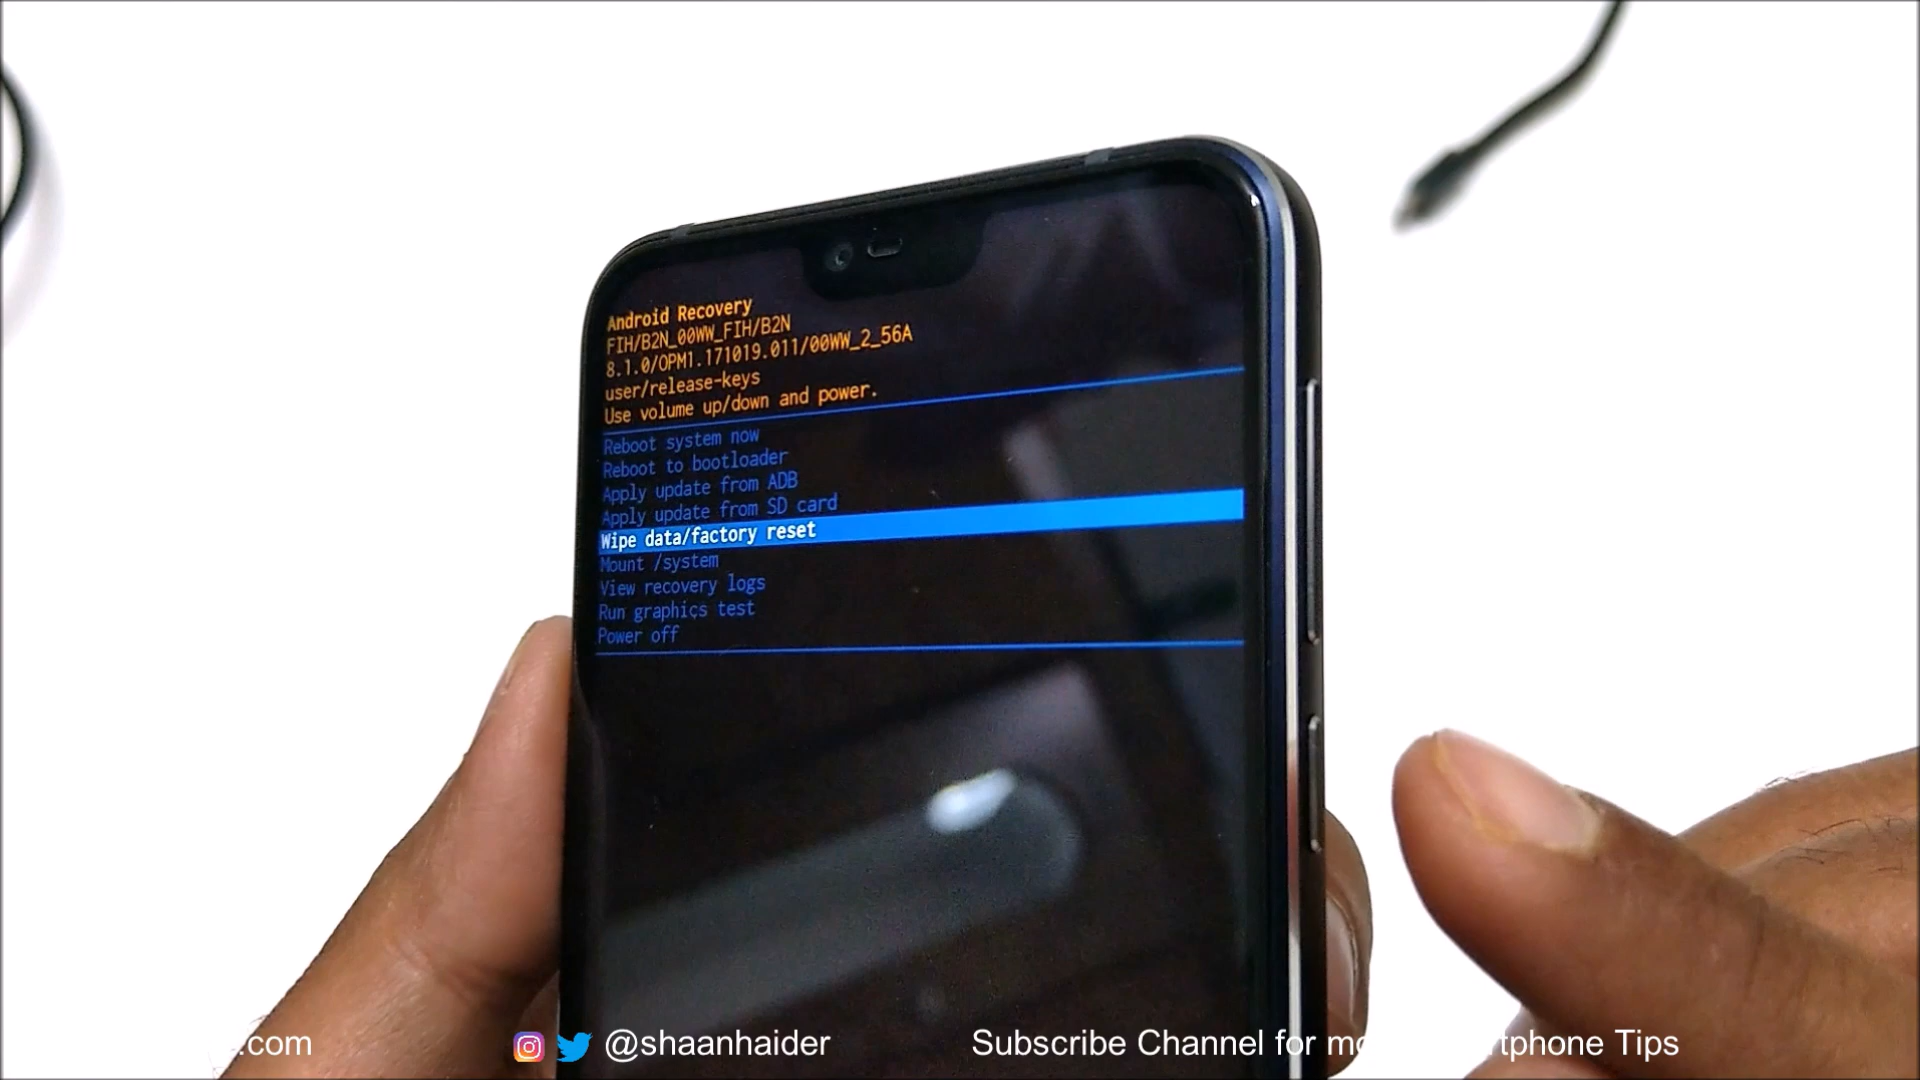 Android Recovery
FIH/B2N_00WW_FIH/B2N
8.1.0/OPM1.171019.011/00WW_2_56A
user/release-keys
Use volume up/down and power.
Reboot system now
Reboot to bootloader
Apply update from ADB
Apply update from SD card
Wipe data/factory reset
Mount /system
View recovery logs
Run graphics test
Power off
.com @shaanhaider Subscribe Channel for Tips